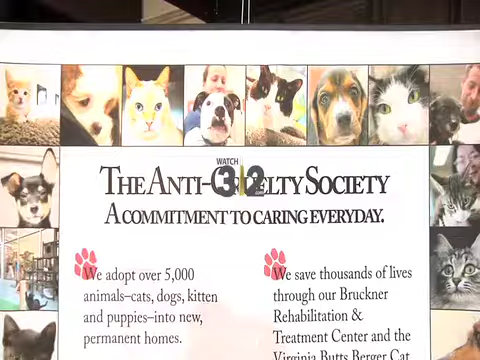 WATCH
312
THE ANTI-CRUELTY SOCIETY
A COMMITMENT TO CARING EVERYDAY.
We adopt over 5,000
animals–cats, dogs, kitten
and puppies–into new,
permanent homes.
We save thousands of lives
through our Bruckner
Rehabilitation &
Treatment Center and the
Virginia Butts Berger Cat